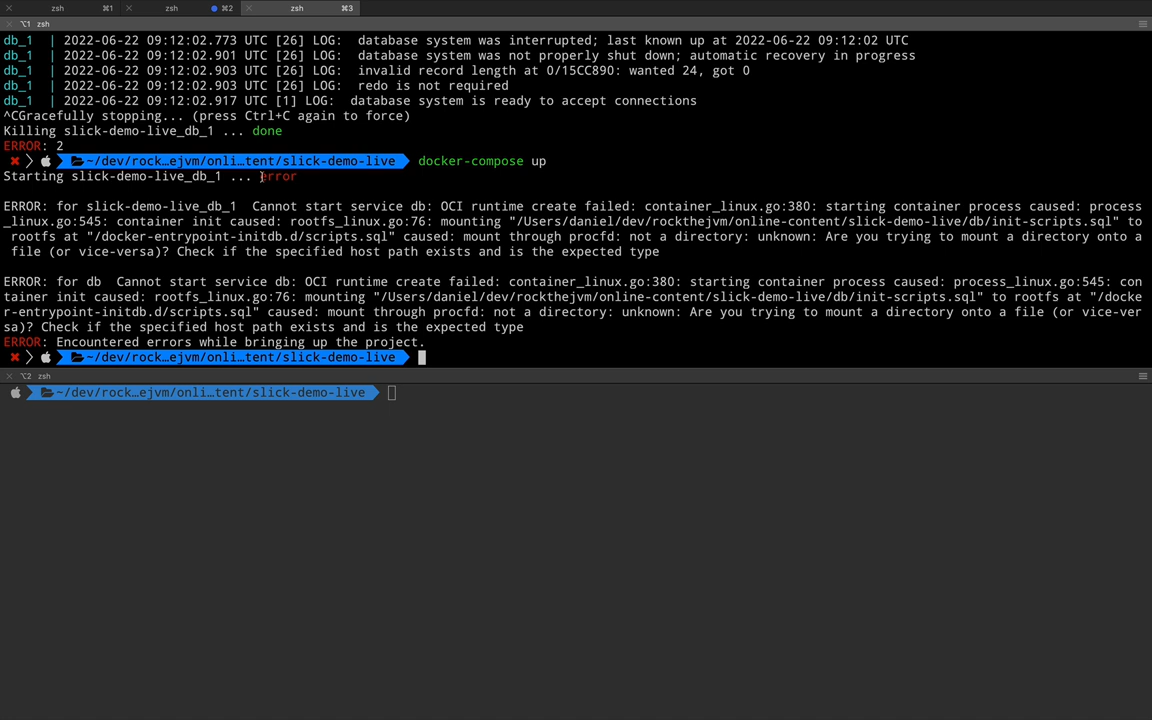 zsh ⌘1 zsh ⌘2 zsh ⌘3
⌥1 zsh
db_1 | 2022-06-22 09:12:02.773 UTC [26] LOG: database system was interrupted; last known up at 2022-06-22 09:12:02 UTC
db_1 | 2022-06-22 09:12:02.901 UTC [26] LOG: database system was not properly shut down; automatic recovery in progress
db_1 | 2022-06-22 09:12:02.903 UTC [26] LOG: invalid record length at 0/15CC890: wanted 24, got 0
db_1 | 2022-06-22 09:12:02.903 UTC [26] LOG: redo is not required
db_1 | 2022-06-22 09:12:02.917 UTC [1] LOG: database system is ready to accept connections
^CGracefully stopping... (press Ctrl+C again to force)
Killing slick-demo-live_db_1 ... done
ERROR: 2
~/dev/rock…ejvm/onli…tent/slick-demo-live docker-compose up
Starting slick-demo-live_db_1 ... error
ERROR: for slick-demo-live_db_1 Cannot start service db: OCI runtime create failed: container_linux.go:380: starting container process caused: process
_linux.go:545: container init caused: rootfs_linux.go:76: mounting "/Users/daniel/dev/rockthejvm/online-content/slick-demo-live/db/init-scripts.sql" to
rootfs at "/docker-entrypoint-initdb.d/scripts.sql" caused: mount through procfd: not a directory: unknown: Are you trying to mount a directory onto a
file (or vice-versa)? Check if the specified host path exists and is the expected type
ERROR: for db Cannot start service db: OCI runtime create failed: container_linux.go:380: starting container process caused: process_linux.go:545: con
tainer init caused: rootfs_linux.go:76: mounting "/Users/daniel/dev/rockthejvm/online-content/slick-demo-live/db/init-scripts.sql" to rootfs at "/docke
r-entrypoint-initdb.d/scripts.sql" caused: mount through procfd: not a directory: unknown: Are you trying to mount a directory onto a file (or vice-ver
sa)? Check if the specified host path exists and is the expected type
ERROR: Encountered errors while bringing up the project.
~/dev/rock…ejvm/onli…tent/slick-demo-live
⌥2 zsh
~/dev/rock…ejvm/onli…tent/slick-demo-live